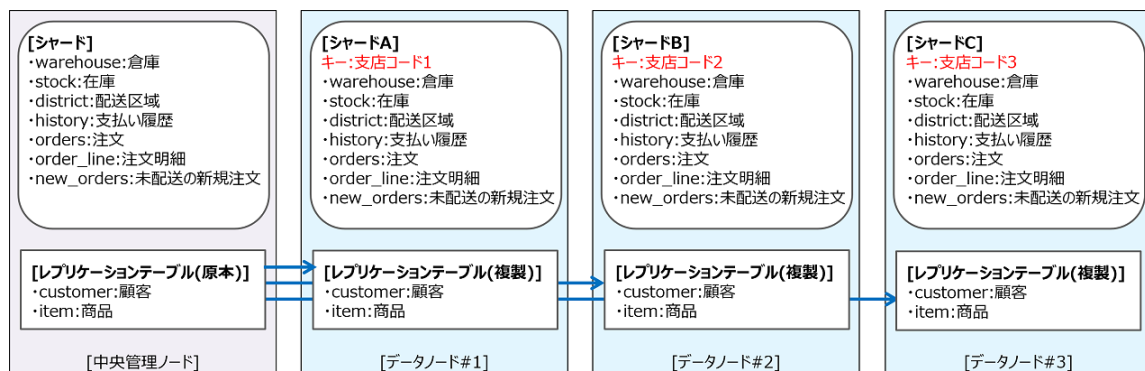 [シャード]
・warehouse:倉庫
・stock:在庫
・district:配送区域
・history:支払い履歴
・orders:注文
・order_line:注文明細
・new_orders:未配送の新規注文
[レプリケーションテーブル(原本)]
・customer:顧客
・item:商品
[中央管理ノード]
[シャードA]
キー:支店コード1
・warehouse:倉庫
・stock:在庫
・district:配送区域
・history:支払い履歴
・orders:注文
・order_line:注文明細
・new_orders:未配送の新規注文
[レプリケーションテーブル(複製)]
・customer:顧客
・item:商品
[データノード#1]
[シャードB]
キー:支店コード2
・warehouse:倉庫
・stock:在庫
・district:配送区域
・history:支払い履歴
・orders:注文
・order_line:注文明細
・new_orders:未配送の新規注文
[レプリケーションテーブル(複製)]
・customer:顧客
・item:商品
[データノード#2]
[シャードC]
キー:支店コード3
・warehouse:倉庫
・stock:在庫
・district:配送区域
・history:支払い履歴
・orders:注文
・order_line:注文明細
・new_orders:未配送の新規注文
[レプリケーションテーブル(複製)]
・customer:顧客
・item:商品
[データノード#3]